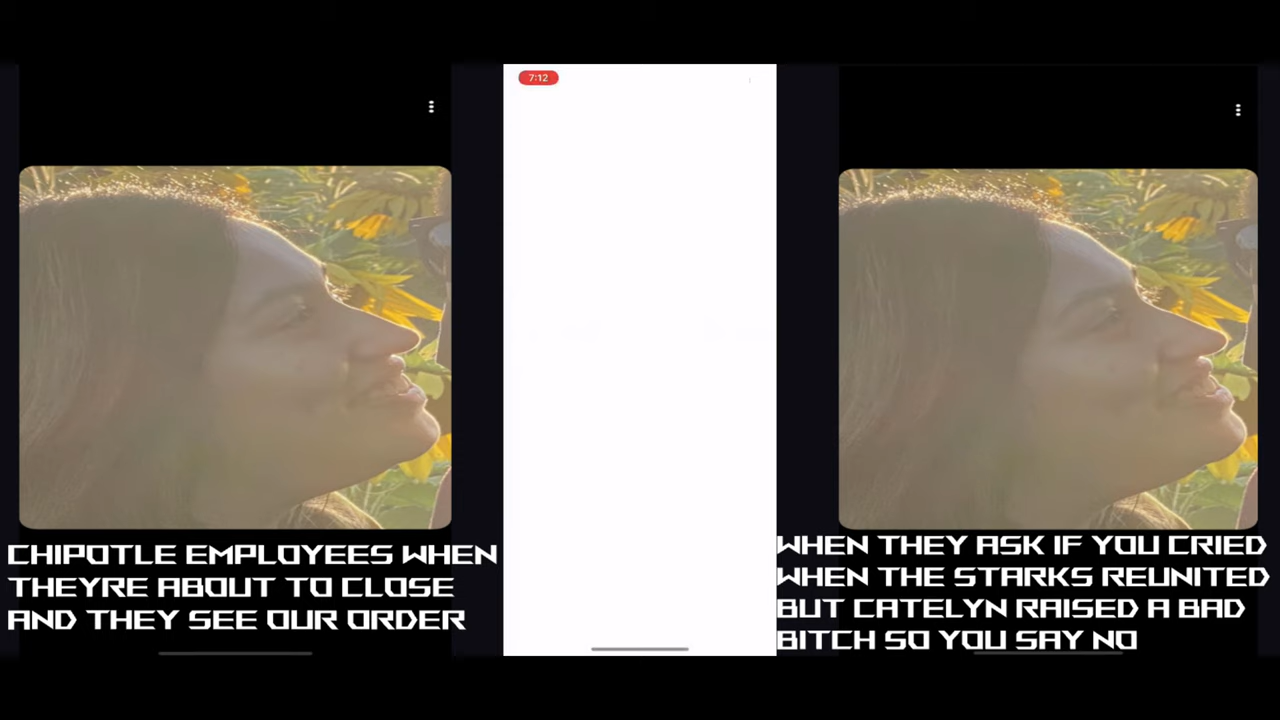 7:12
CHIPOTLE EMPLOYEES WHEN
THEYRE ABOUT TO CLOSE
AND THEY SEE OUR ORDER
WHEN THEY ASK IF YOU CRIED
WHEN THE STARKS REUNITED
BUT CATELYN RAISED A BAD
BITCH SO YOU SAY NO